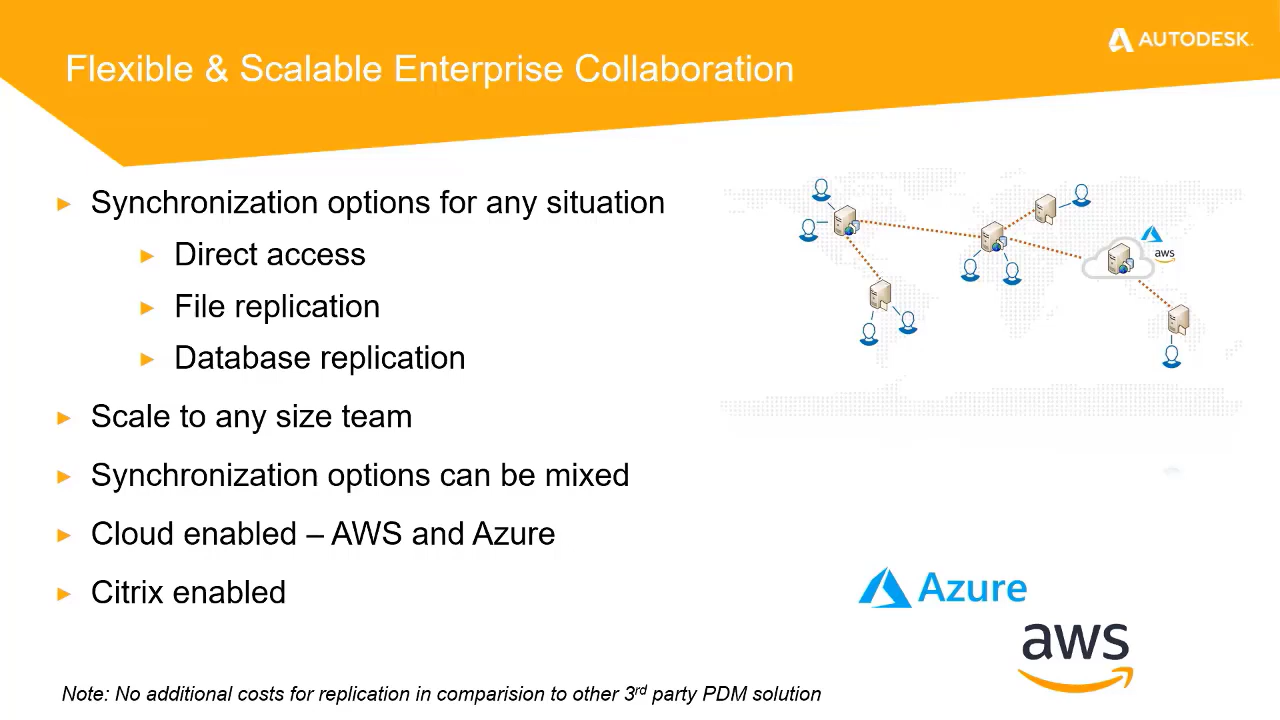 AUTODESK.
Flexible & Scalable Enterprise Collaboration
Synchronization options for any situation
Direct access
File replication
Database replication
Scale to any size team
Synchronization options can be mixed
Cloud enabled – AWS and Azure
Citrix enabled
aws
Azure
aws
Note: No additional costs for replication in comparision to other 3rd party PDM solution